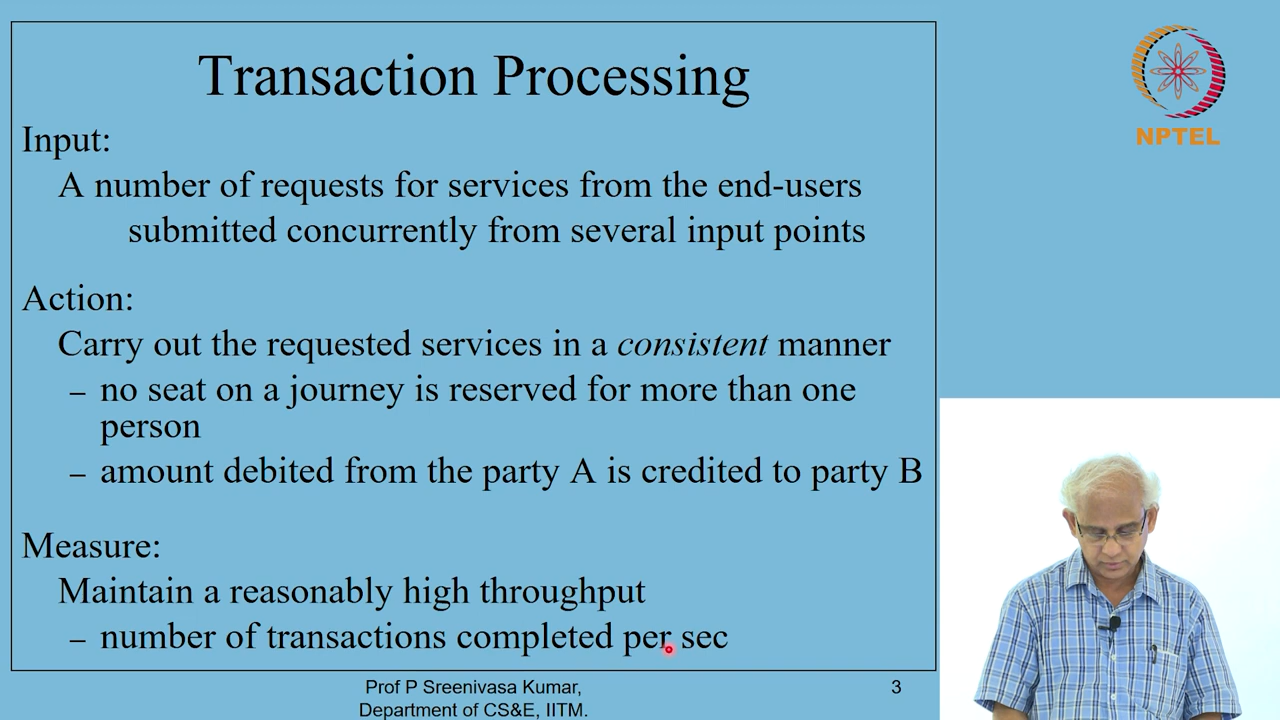 Transaction Processing
NPTEL
Input:
A number of requests for services from the end-users
submitted concurrently from several input points
Action:
Carry out the requested services in a consistent manner
– no seat on a journey is reserved for more than one
person
– amount debited from the party A is credited to party B
Measure:
Maintain a reasonably high throughput
– number of transactions completed per sec
Prof P Sreenivasa Kumar,
Department of CS&E, IITM.
3